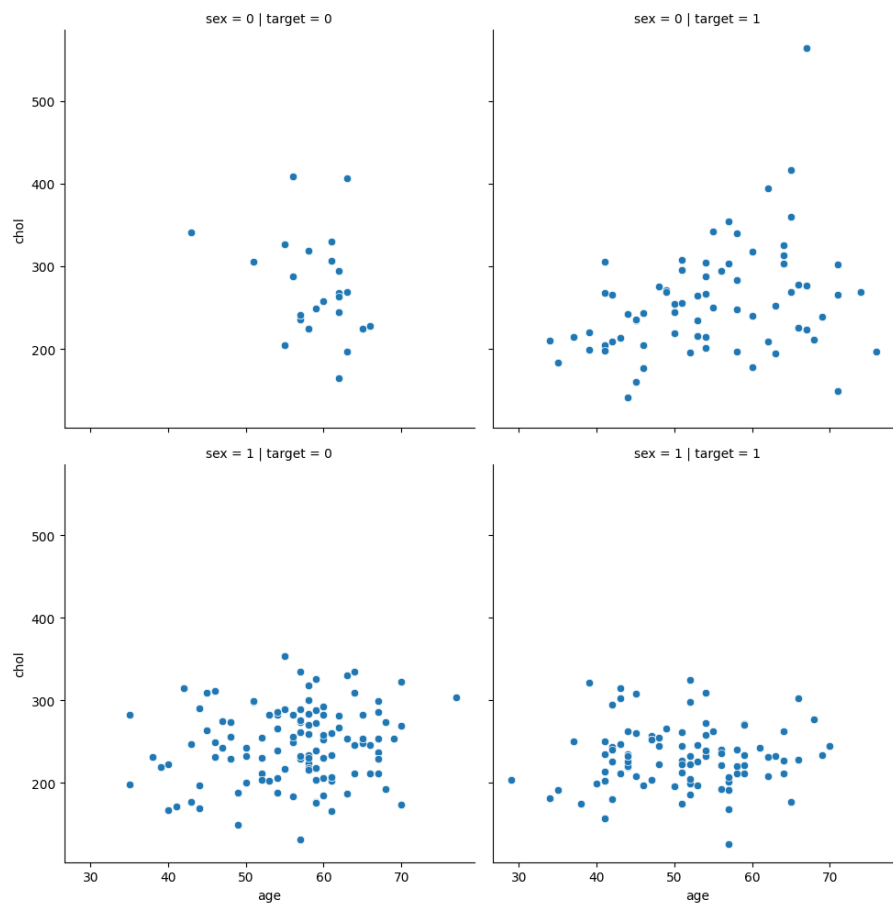 sex = 0 | target = 0
sex = 0 | target = 1
500
400
300
200
chol
sex = 1 | target = 0
sex = 1 | target = 1
500
400
300
200
chol
30 40 50 60 70
30 40 50 60 70
age
age